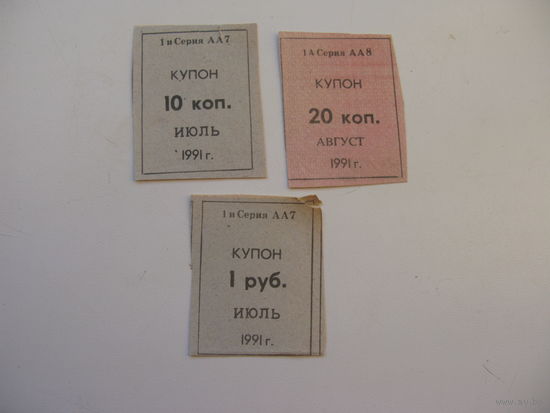 1 и Серия АА7
КУПОН
10 коп.
ИЮЛЬ
1991 г.
1А Серия АА8
КУПОН
20 коп.
АВГУСТ
1991 г.
1 и Серия АА7
КУПОН
1 руб.
ИЮЛЬ
1991 г.